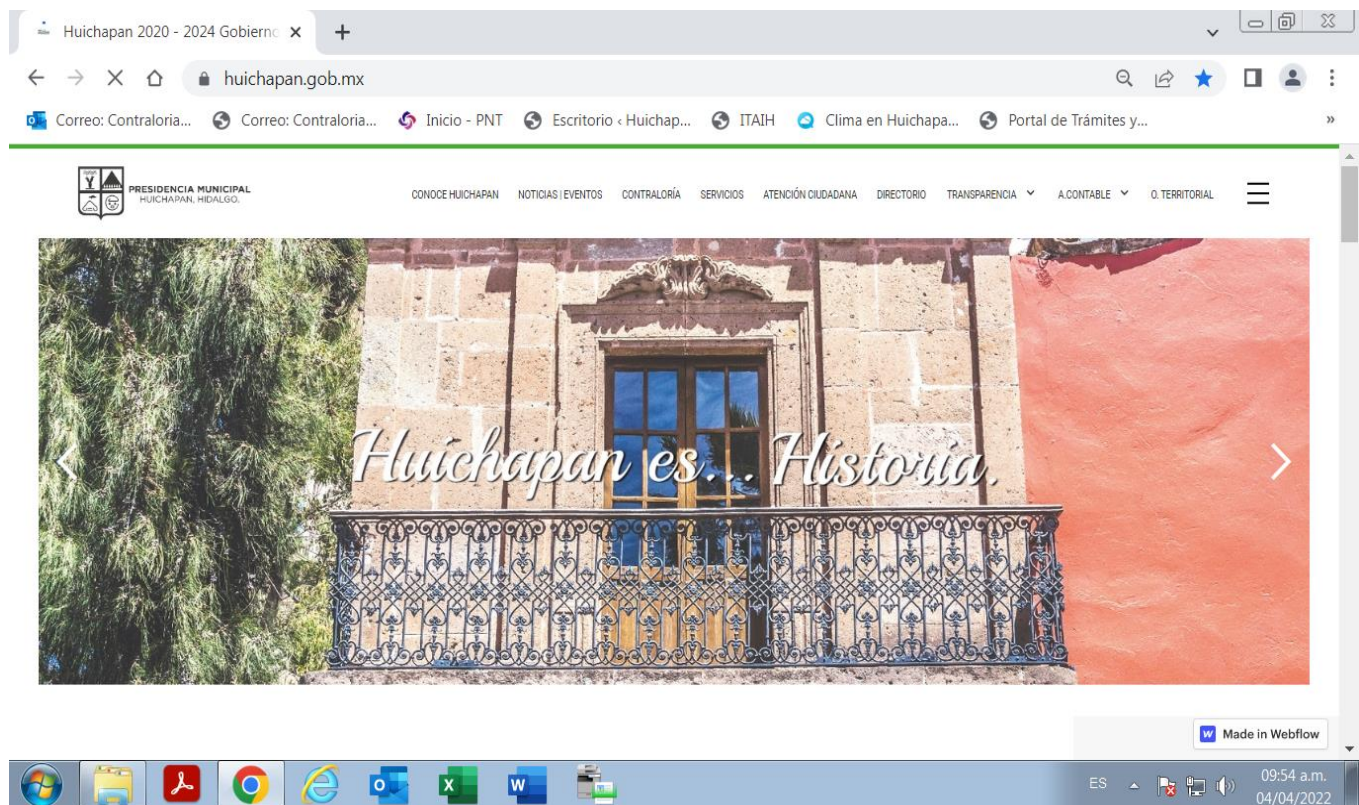 Huichapan 2020 - 2024 Gobierno
huichapan.gob.mx
Correo: Contraloria... Correo: Contraloria... Inicio - PNT Escritorio ‹ Huichap... ITAIH Clima en Huichapa... Portal de Trámites y... »
PRESIDENCIA MUNICIPAL
HUICHAPAN, HIDALGO.
CONOCE HUICHAPAN NOTICIAS | EVENTOS CONTRALORÍA SERVICIOS ATENCIÓN CIUDADANA DIRECTORIO TRANSPARENCIA A.CONTABLE O. TERRITORIAL
Huichapan es... Historia.
Made in Webflow
ES
09:54 a.m.
04/04/2022